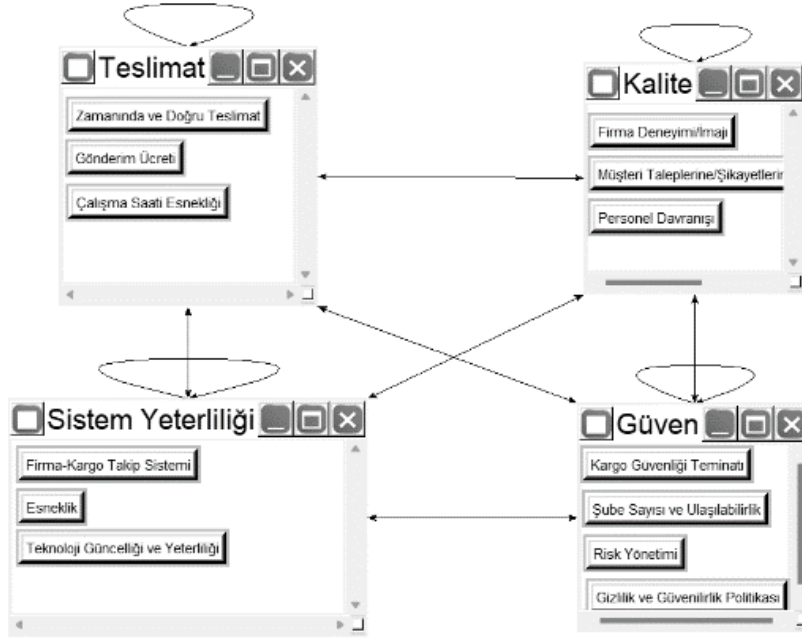 Teslimat
Zamanında ve Doğru Teslimat
Gönderim Ücreti
Çalışma Saati Esnekliği
Kalite
Firma Deneyimi/İmajı
Müşteri Taleplerine/Şikayetlerin
Personel Davranışı
Sistem Yeterliliği
Firma-Kargo Takip Sistemi
Esneklik
Teknoloji Güncelliği ve Yeterliliği
Güven
Kargo Güvenliği Teminatı
Şube Sayısı ve Ulaşılabilirlik
Risk Yönetimi
Gizlilik ve Güvenilirlik Politikası